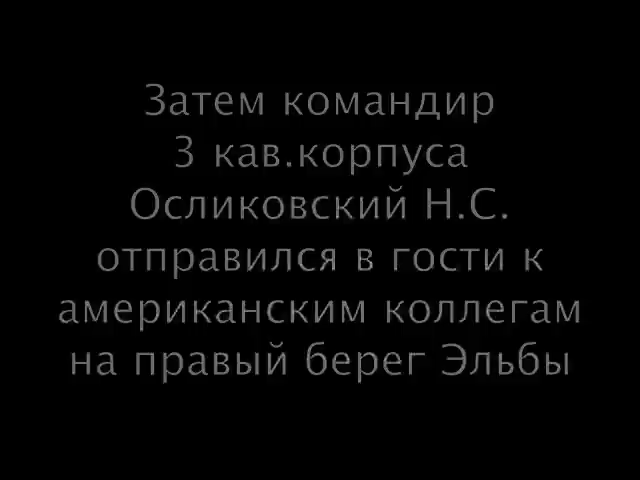 Затем командир
3 кав.корпуса
Осликовский Н.С.
отправился в гости к
американским коллегам
на правый берег Эльбы